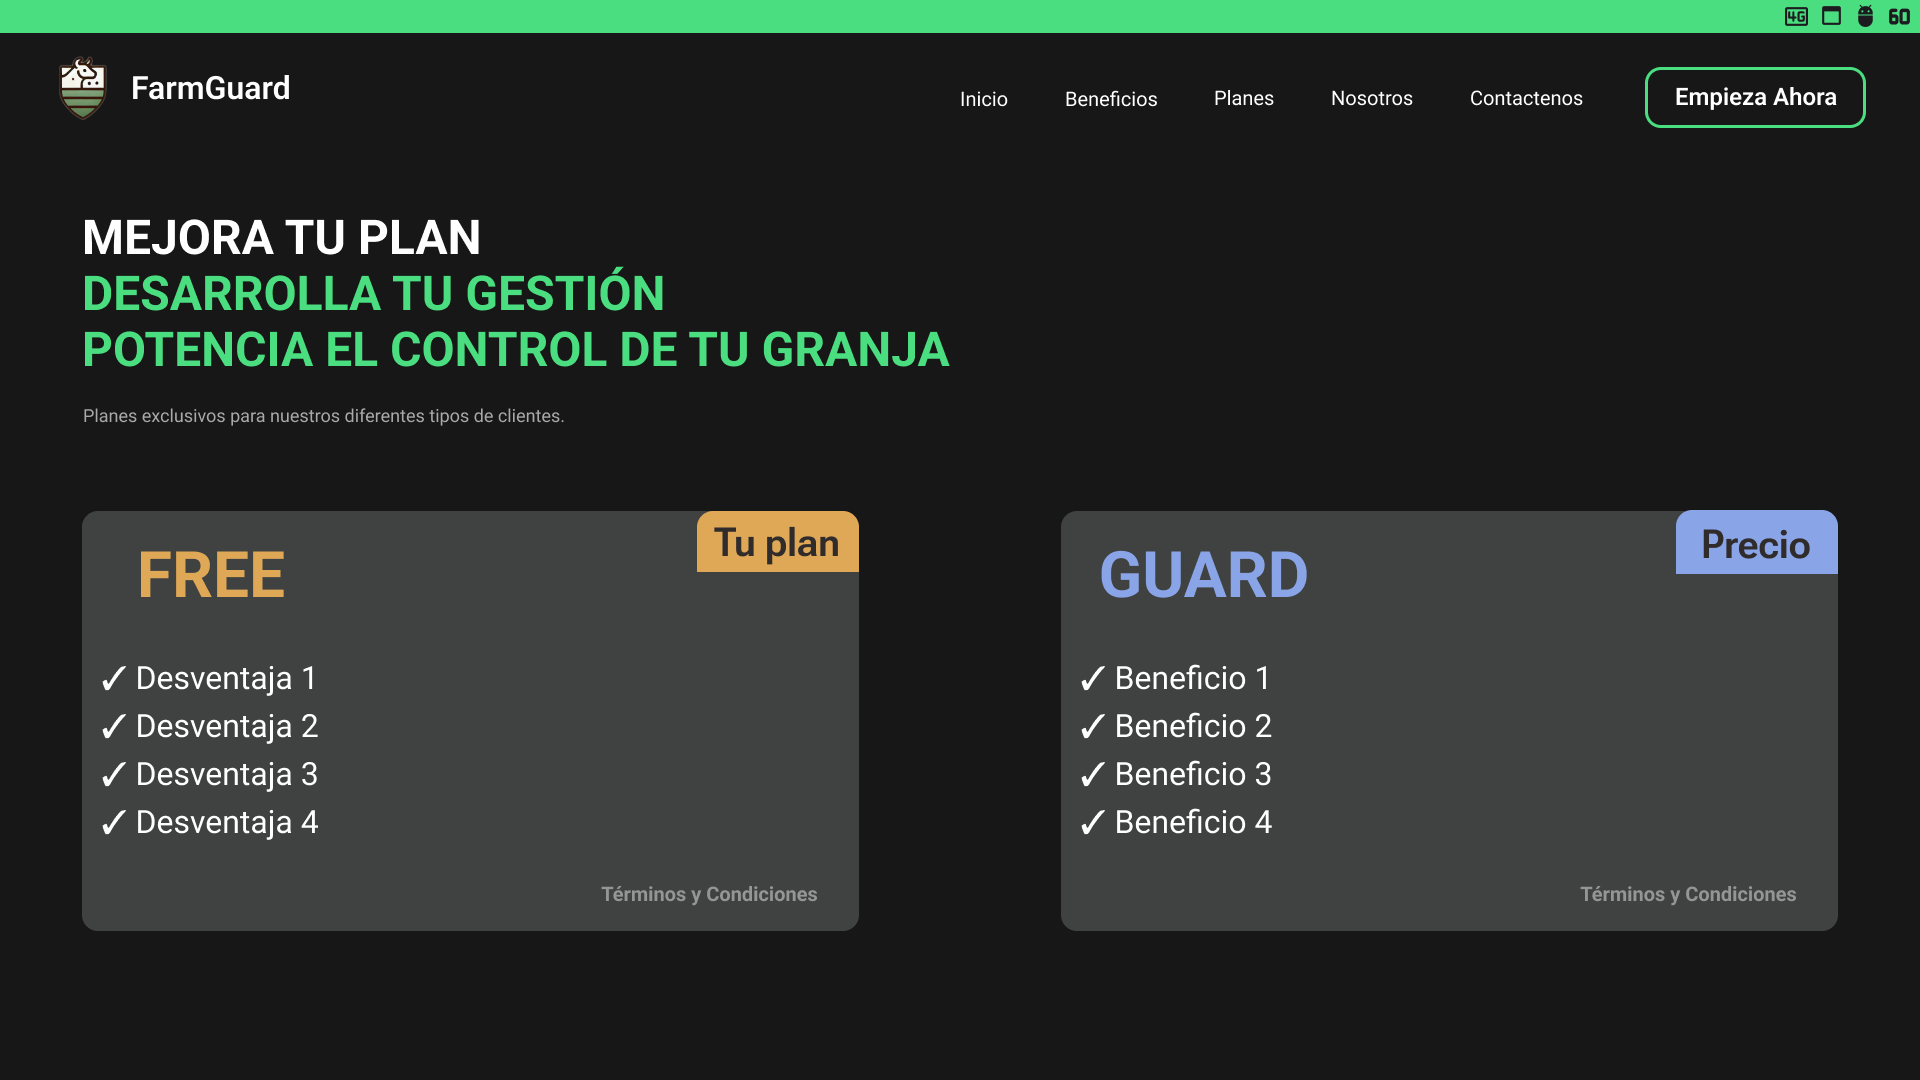 4G 60
FarmGuard
Inicio Beneficios Planes Nosotros Contactenos Empieza Ahora
MEJORA TU PLAN
DESARROLLA TU GESTIÓN
POTENCIA EL CONTROL DE TU GRANJA
Planes exclusivos para nuestros diferentes tipos de clientes.
Tu plan
FREE
✓ Desventaja 1
✓ Desventaja 2
✓ Desventaja 3
✓ Desventaja 4
Términos y Condiciones
Precio
GUARD
✓ Beneficio 1
✓ Beneficio 2
✓ Beneficio 3
✓ Beneficio 4
Términos y Condiciones